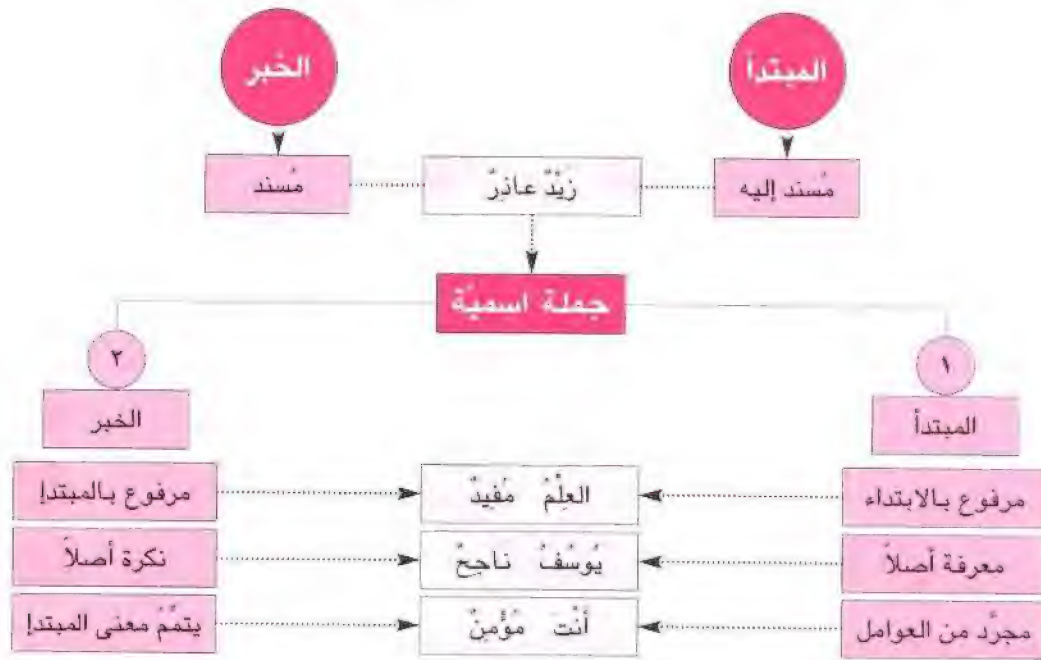 المبتدأ
الخبر
مُسند إليه
زَيْدٌ عاذِرٌ
مُسند
جملة اسميّة
١
٢
المبتدأ
الخبر
مرفوع بالابتداء
العِلْمُ مُفيدٌ
مرفوع بالمبتدإ
معرفة أصلاً
يُوسُفُ ناجِحٌ
نكرة أصلاً
مجرَّد من العوامل
أنْتَ مُؤْمِنٌ
يتمِّمُ معنى المبتدإ